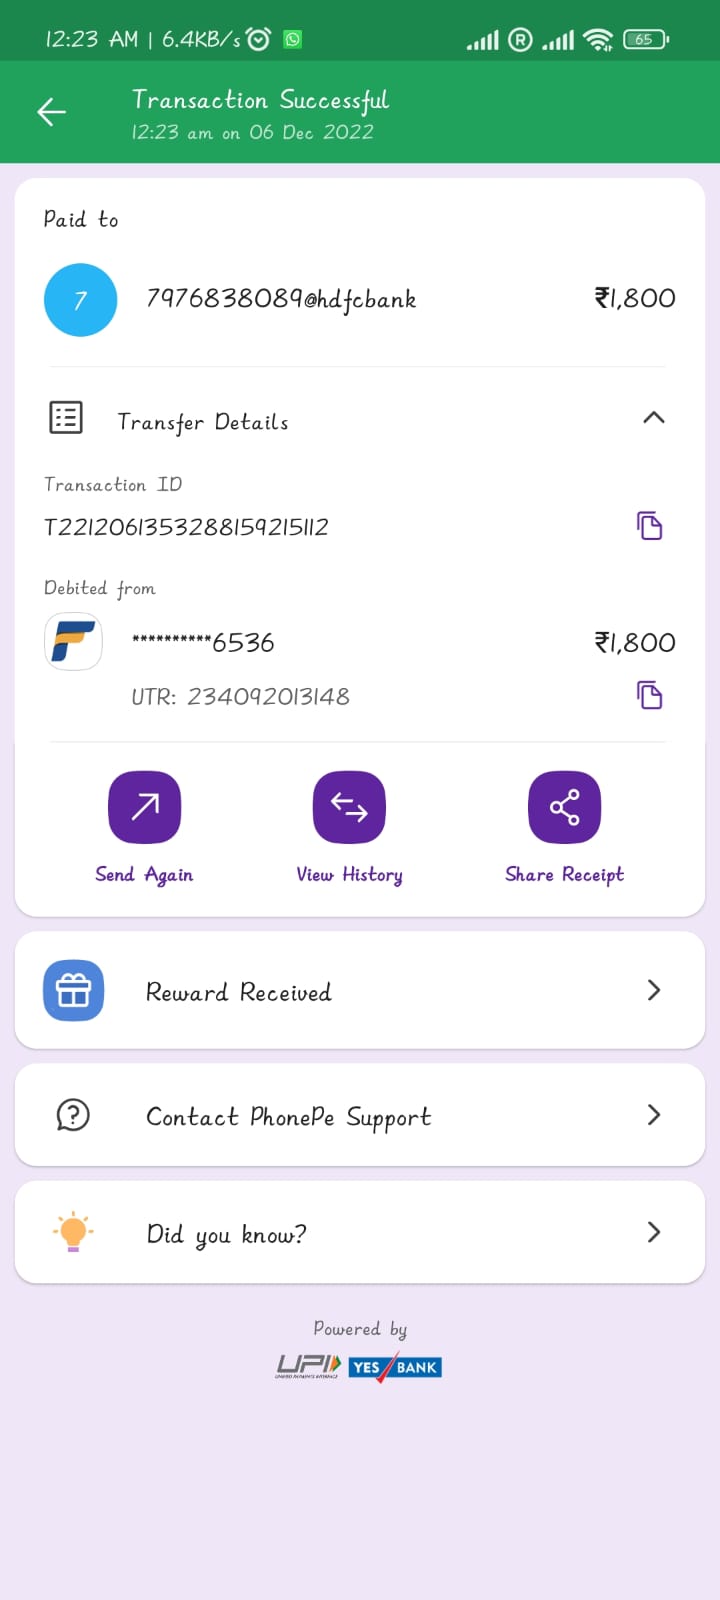 12:23 AM | 6.4KB/s R 65
Transaction Successful
12:23 am on 06 Dec 2022
Paid to
7 7976838089@hdfcbank ₹1,800
Transfer Details
Transaction ID
T2212061353288159215112
Debited from
**********6536 ₹1,800
UTR: 234092013148
Send Again View History Share Receipt
Reward Received
Contact PhonePe Support
Did you know?
Powered by
UPI YES BANK
UNIFIED PAYMENTS INTERFACE